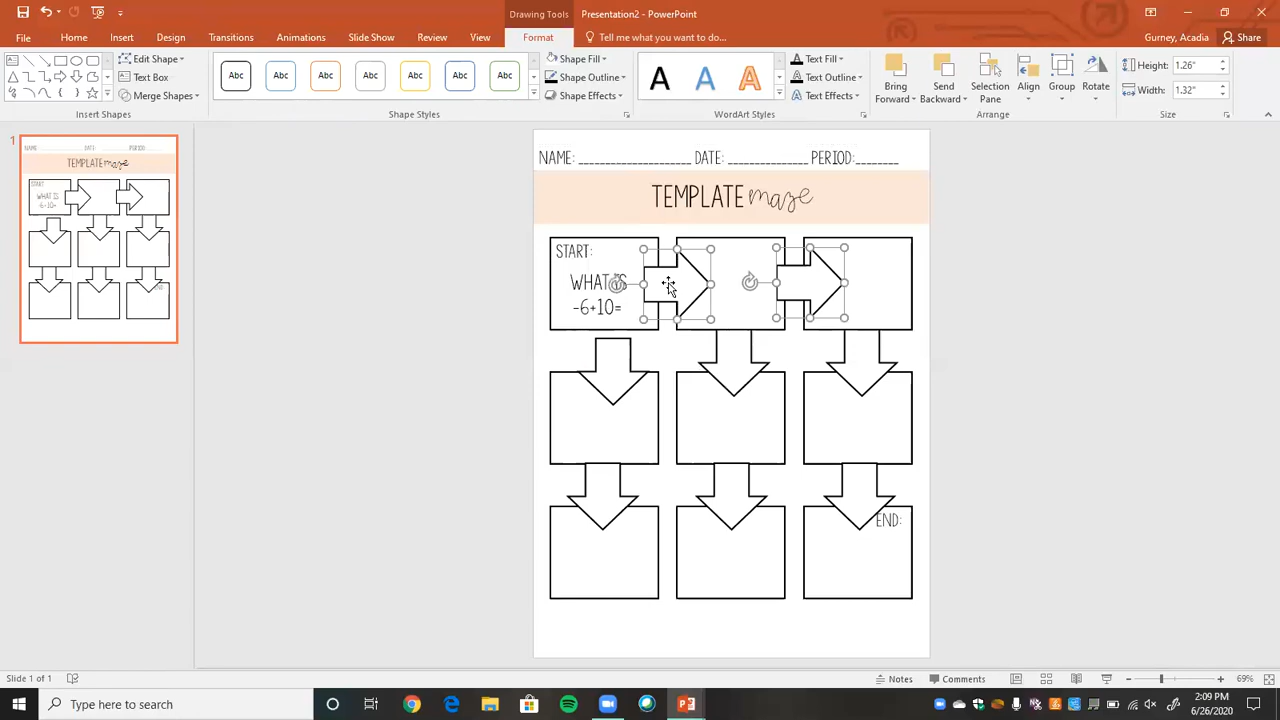 Drawing Tools
Presentation2 - PowerPoint
File Home Insert Design Transitions Animations Slide Show Review View Format Tell me what you want to do... Gurney, Acadia Share
Edit Shape
Text Box
Merge Shapes
Insert Shapes
Abc Abc Abc Abc Abc Abc Abc
Shape Fill
Shape Outline
Shape Effects
Shape Styles
A A A
Text Fill
Text Outline
Text Effects
WordArt Styles
Bring Forward
Send Backward
Selection Pane
Align
Group
Rotate
Arrange
Height: 1.26"
Width: 1.32"
Size
1
NAME: ____________________ DATE: ______________ PERIOD:________
TEMPLATE maze
START:
WHAT IS
-6+10=
END:
Slide 1 of 1
Notes
Comments
69%
Type here to search
2:09 PM
6/26/2020